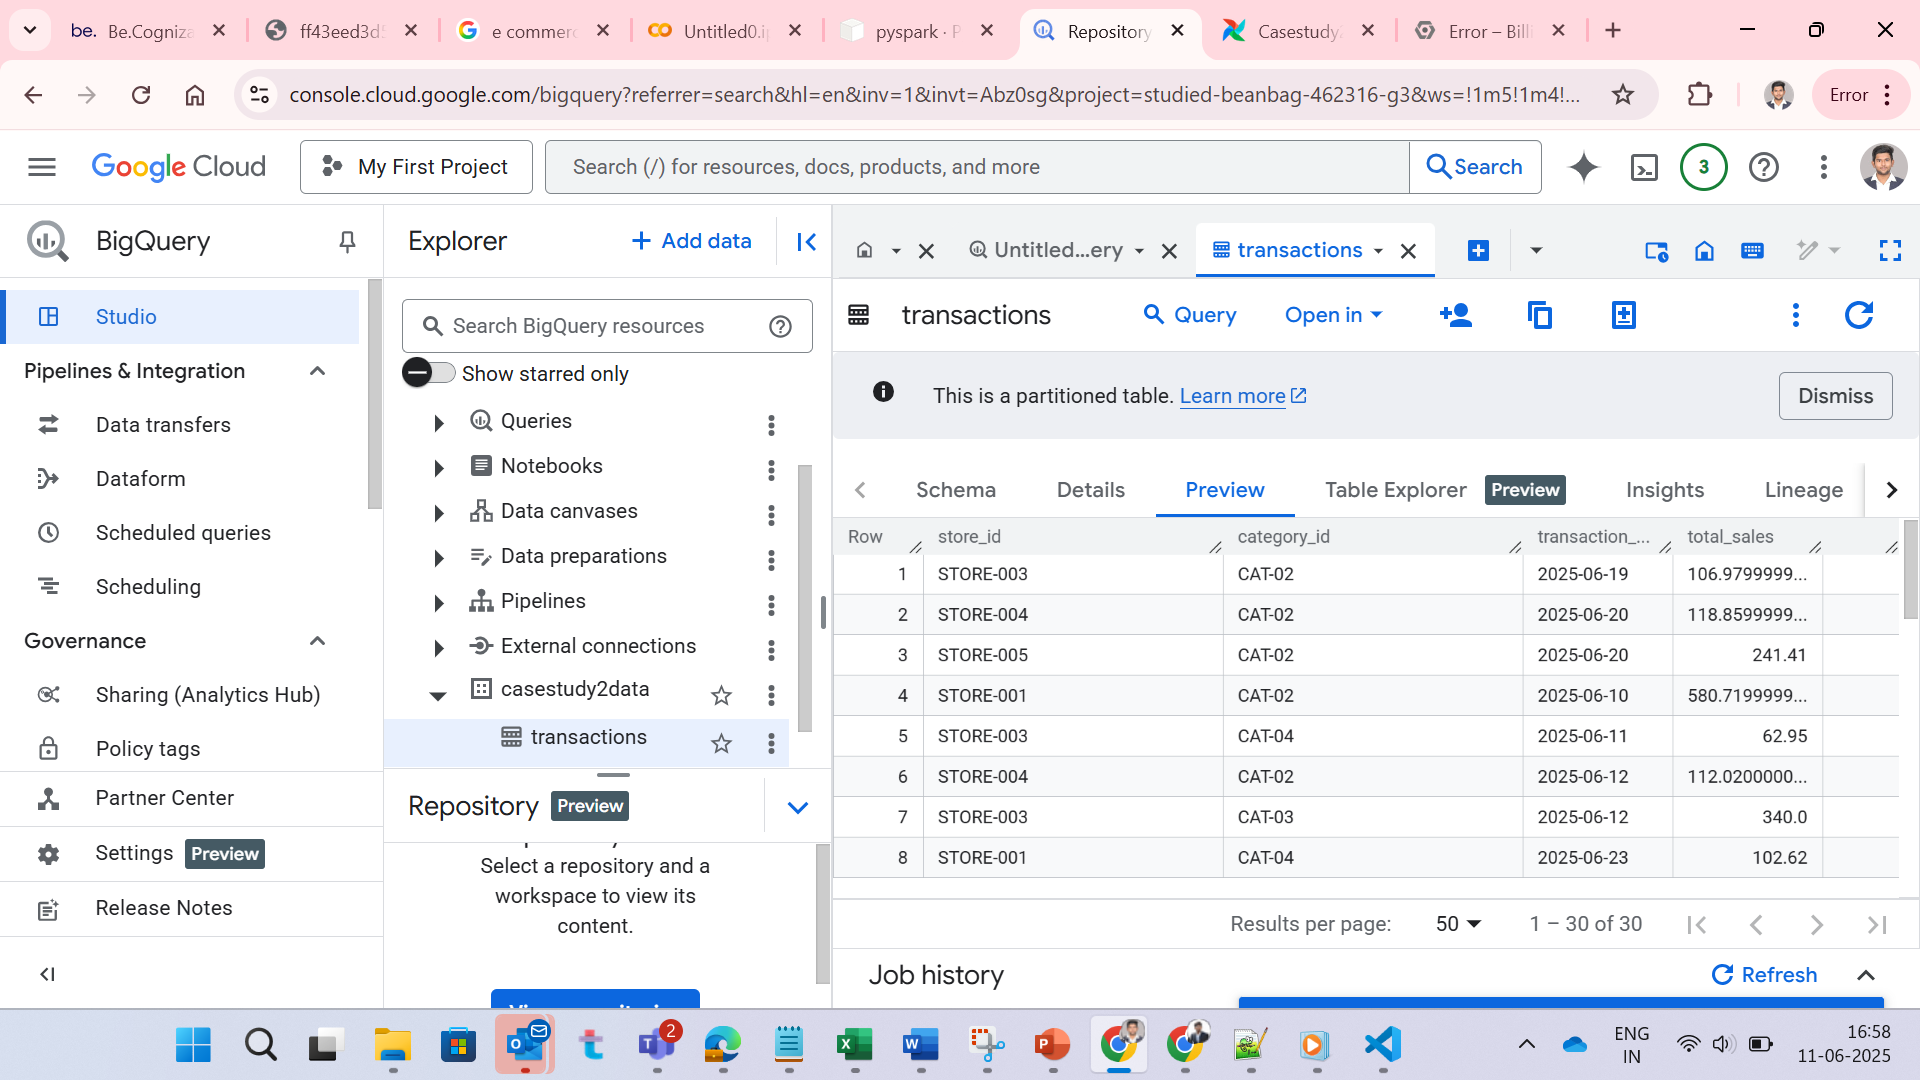 be. Be.Cogniza
ff43eed3d5
e commerc
Untitled0.i
pyspark · P
Repository
Casestudy
Error – Billi
console.cloud.google.com/bigquery?referrer=search&hl=en&inv=1&invt=Abz0sg&project=studied-beanbag-462316-g3&ws=!1m5!1m4!...
Error
Google Cloud
My First Project
Search (/) for resources, docs, products, and more
Search
3
BigQuery
Studio
Pipelines & Integration
Data transfers
Dataform
Scheduled queries
Scheduling
Governance
Sharing (Analytics Hub)
Policy tags
Partner Center
Settings Preview
Release Notes
Explorer
Add data
Search BigQuery resources
Show starred only
Queries
Notebooks
Data canvases
Data preparations
Pipelines
External connections
casestudy2data
transactions
Repository Preview
Select a repository and a
workspace to view its
content.
Untitled...ery
transactions
transactions
Query
Open in
This is a partitioned table. Learn more
Dismiss
Schema Details Preview Table Explorer Preview Insights Lineage
Row store_id category_id transaction_... total_sales
1 STORE-003 CAT-02 2025-06-19 106.9799999...
2 STORE-004 CAT-02 2025-06-20 118.8599999...
3 STORE-005 CAT-02 2025-06-20 241.41
4 STORE-001 CAT-02 2025-06-10 580.7199999...
5 STORE-003 CAT-04 2025-06-11 62.95
6 STORE-004 CAT-02 2025-06-12 112.0200000...
7 STORE-003 CAT-03 2025-06-12 340.0
8 STORE-001 CAT-04 2025-06-23 102.62
Results per page: 50 1 – 30 of 30
Job history
Refresh
2
ENG
IN
16:58
11-06-2025